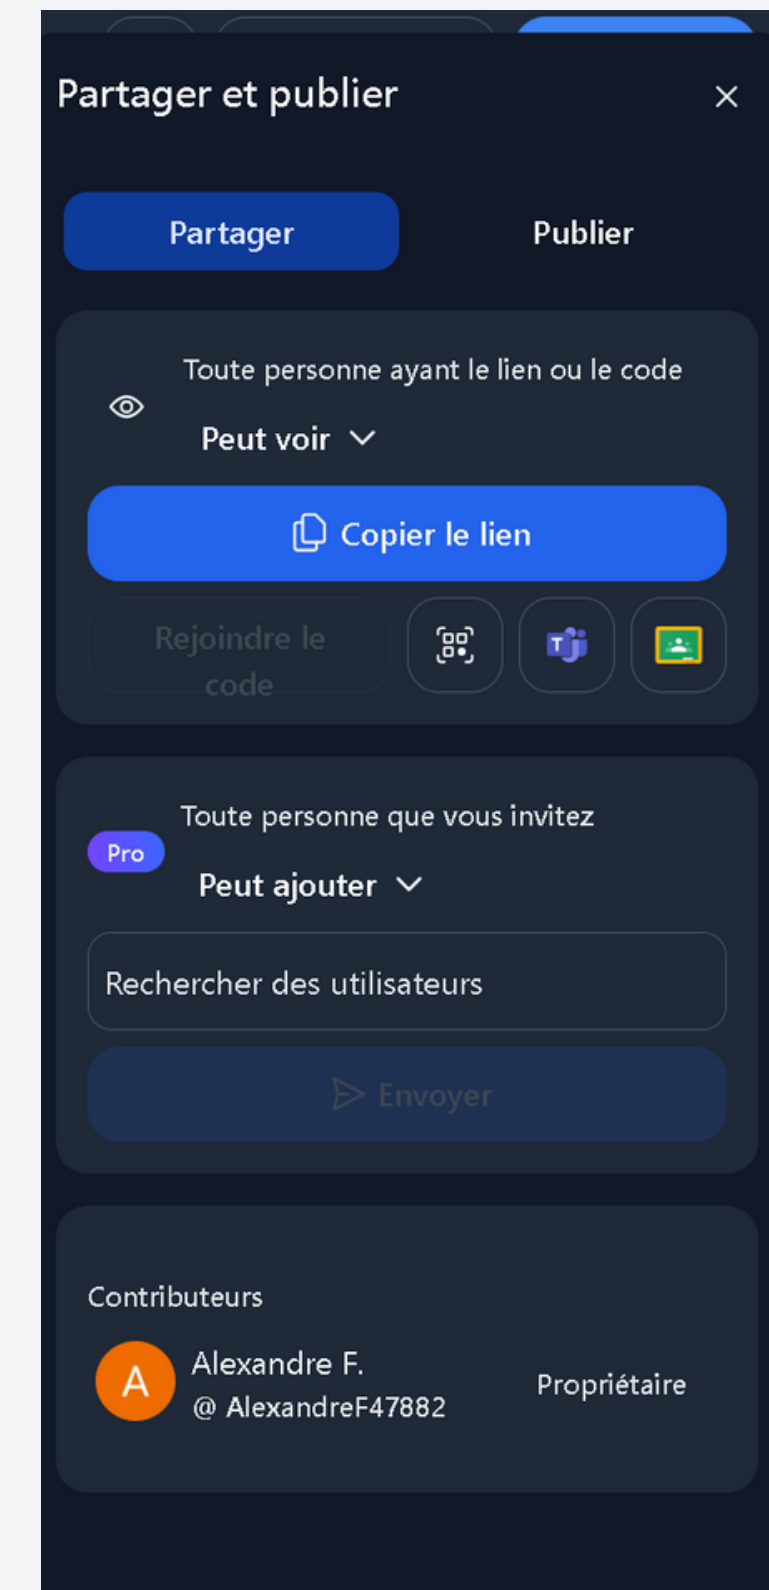 Partager et publier
Partager
Publier
Toute personne ayant le lien ou le code
Peut voir
Copier le lien
Rejoindre le
code
Toute personne que vous invitez
Pro
Peut ajouter
Rechercher des utilisateurs
Envoyer
Contributeurs
A
Alexandre F.
@ AlexandreF47882
Propriétaire